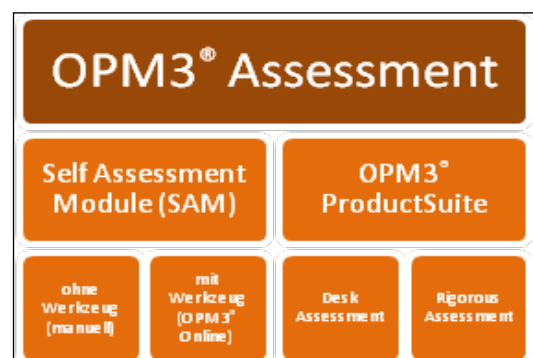 OPM3® Assessment
Self Assessment
Module (SAM)
OPM3®
ProductSuite
ohne
Werkzeug
(manuell)
mit
Werkzeug
(OPM3®
Online)
Desk
Assessment
Rigorous
Assessment